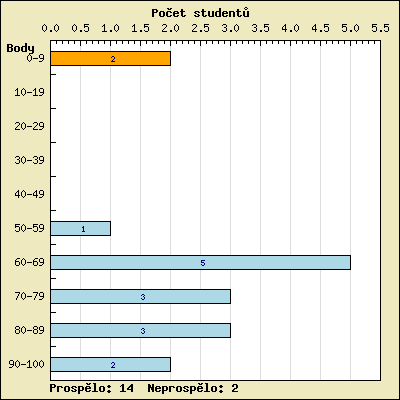 Počet studentů
0.0 0.5 1.0 1.5 2.0 2.5 3.0 3.5 4.0 4.5 5.0 5.5
Body
0-9 2
10-19
20-29
30-39
40-49
50-59 1
60-69 5
70-79 3
80-89 3
90-100 2
Prospělo: 14 Neprospělo: 2